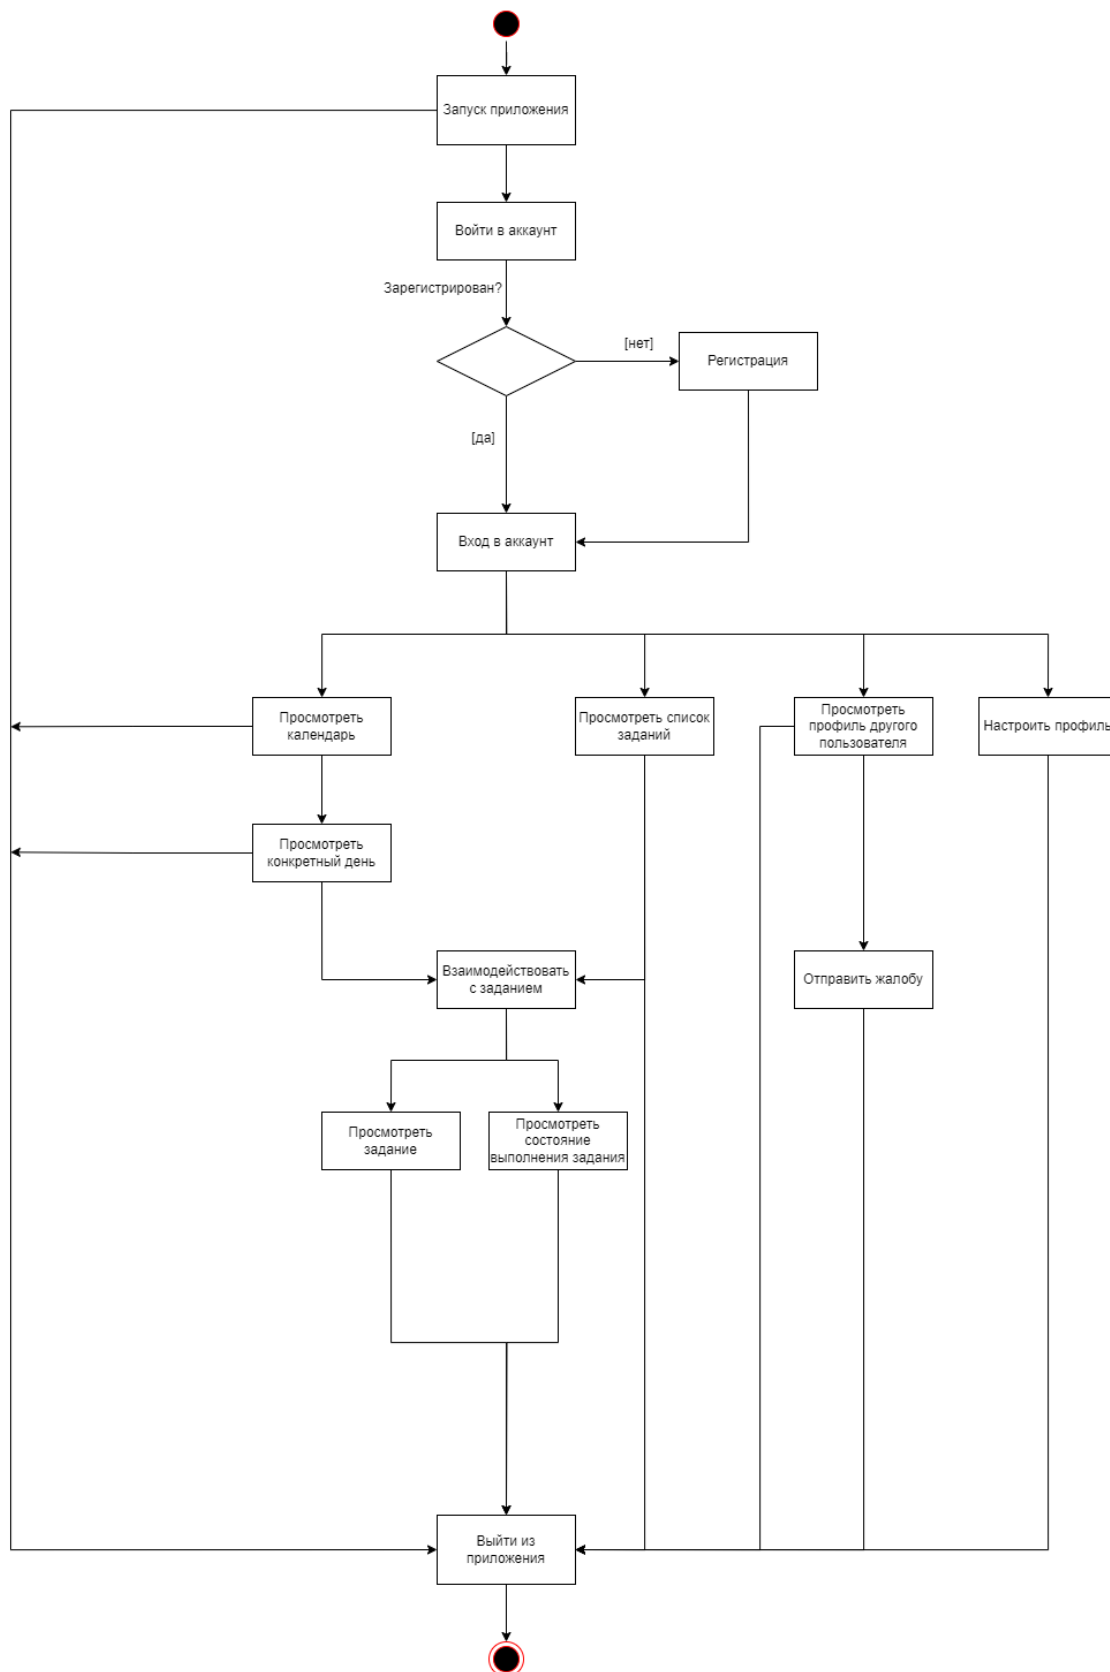 Запуск приложения
Войти в аккаунт
Зарегистрирован?
[нет]
Регистрация
[да]
Вход в аккаунт
Просмотреть
календарь
Просмотреть список
заданий
Просмотреть
профиль другого
пользователя
Настроить профиль
Просмотреть
конкретный день
Взаимодействовать
с заданием
Отправить жалобу
Просмотреть
задание
Просмотреть
состояние
выполнения задания
Выйти из
приложения